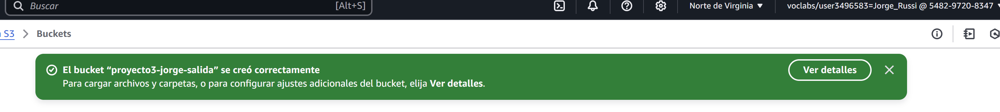 Buscar [Alt+S] Norte de Virginia voclabs/user3496583=Jorge_Russi @ 5482-9720-8347
S3 Buckets
El bucket “proyecto3-jorge-salida” se creó correctamente Ver detalles
Para cargar archivos y carpetas, o para configurar ajustes adicionales del bucket, elija Ver detalles.